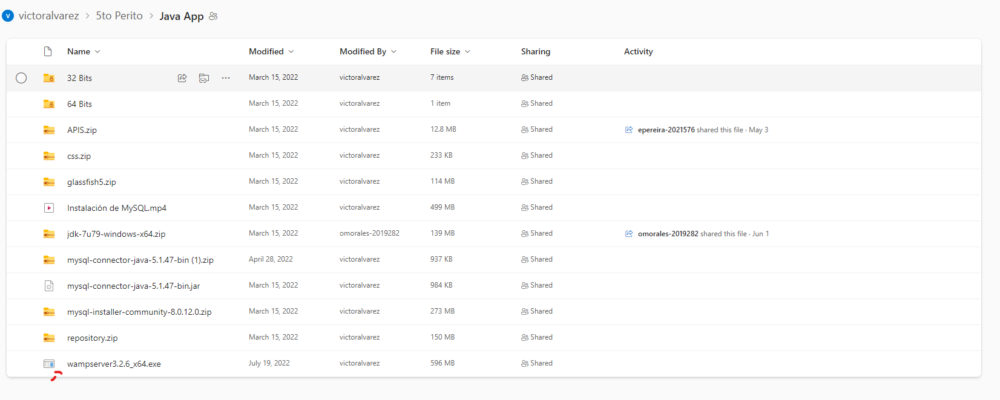 V victoralvarez > 5to Perito > Java App
Name Modified Modified By File size Sharing Activity
32 Bits ... March 15, 2022 victoralvarez 7 items Shared
64 Bits March 15, 2022 victoralvarez 1 item Shared
APIS.zip March 15, 2022 victoralvarez 12.8 MB Shared epereira-2021576 shared this file · May 3
css.zip March 15, 2022 victoralvarez 233 KB Shared
glassfish5.zip March 15, 2022 victoralvarez 114 MB Shared
Instalación de MySQL.mp4 March 15, 2022 victoralvarez 499 MB Shared
jdk-7u79-windows-x64.zip March 15, 2022 omorales-2019282 139 MB Shared omorales-2019282 shared this file · Jun 1
mysql-connector-java-5.1.47-bin (1).zip April 28, 2022 victoralvarez 937 KB Shared
mysql-connector-java-5.1.47-bin.jar March 15, 2022 victoralvarez 984 KB Shared
mysql-installer-community-8.0.12.0.zip March 15, 2022 victoralvarez 273 MB Shared
repository.zip March 15, 2022 victoralvarez 150 MB Shared
wampserver3.2.6_x64.exe July 19, 2022 victoralvarez 596 MB Shared